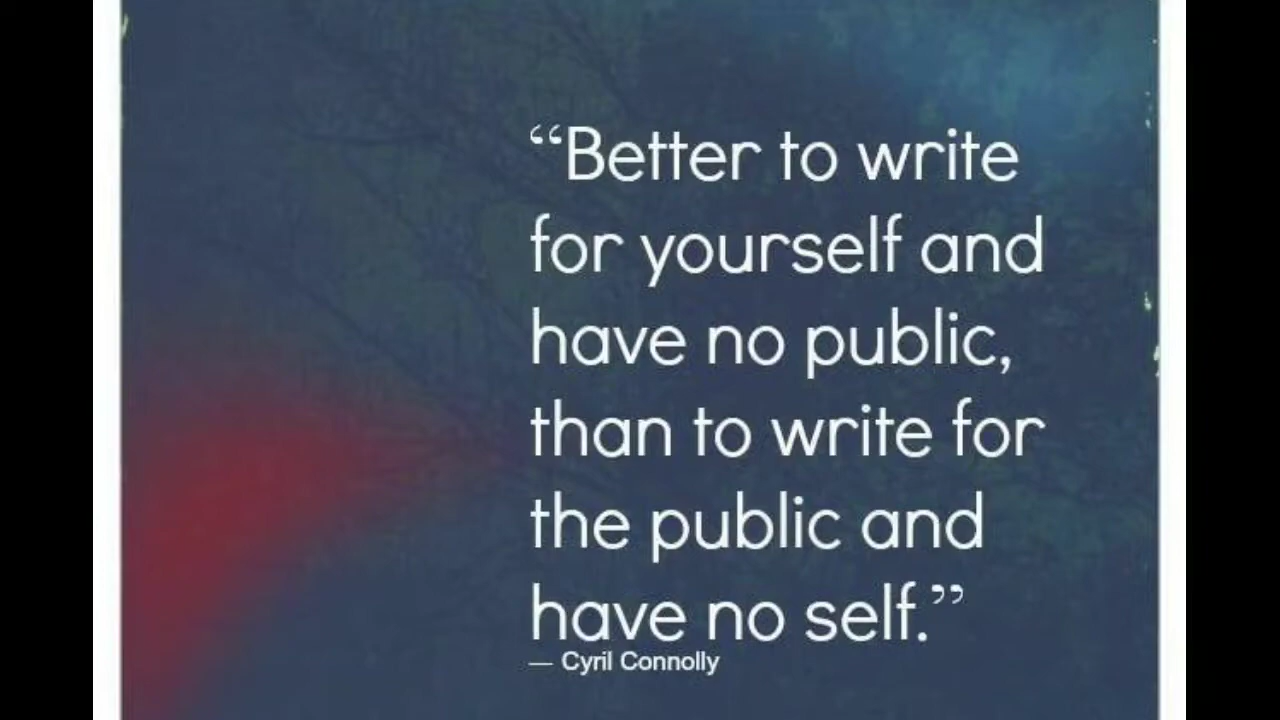 “Better to write
for yourself and
have no public,
than to write for
the public and
have no self.”
— Cyril Connolly